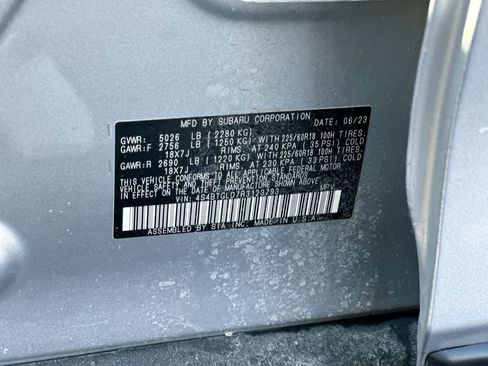 MFD BY SUBARU CORPORATION DATE: 06/23
GVWR: 5026 LB (2280 KG)
GAWR:F 2756 LB (1250 KG) WITH 225/60R18 100H TIRES.
18X7J RIMS, AT 240 KPA (35 PSI) COLD
GAWR:R 2690 LB (1220 KG) WITH 225/60R18 100H TIRES.
18X7J RIMS, AT 230 KPA (33 PSI) COLD
THIS VEHICLE CONFORMS TO ALL APPLICABLE FEDERAL MOTOR
VEHICLE SAFETY, BUMPER, AND THEFT PREVENTION STANDARDS
IN EFFECT ON THE DATE OF MANUFACTURE SHOWN ABOVE.
VIN: 4S4BTGLD7R3123793 MPV
ASSEMBLED BY SIA INC. MADE IN U.S.A.